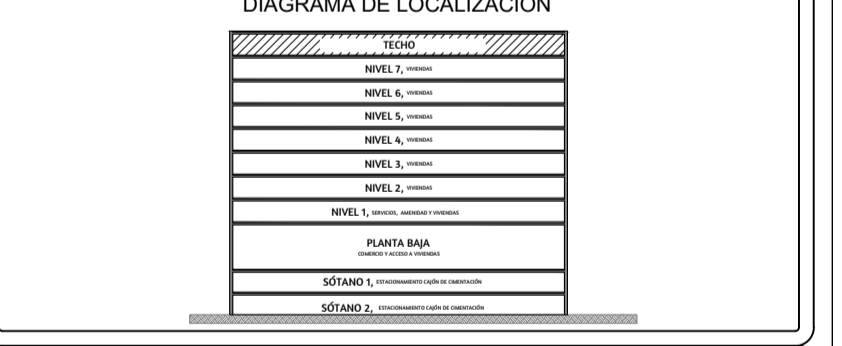 DIAGRAMA DE LOCALIZACIÓN
TECHO
NIVEL 7, VIVIENDAS
NIVEL 6, VIVIENDAS
NIVEL 5, VIVIENDAS
NIVEL 4, VIVIENDAS
NIVEL 3, VIVIENDAS
NIVEL 2, VIVIENDAS
NIVEL 1, SERVICIOS, AMENIDAD Y VIVIENDAS
PLANTA BAJA
COMERCIO Y ACCESO A VIVIENDAS
SÓTANO 1, ESTACIONAMIENTO CAJÓN DE CIMENTACIÓN
SÓTANO 2, ESTACIONAMIENTO CAJÓN DE CIMENTACIÓN